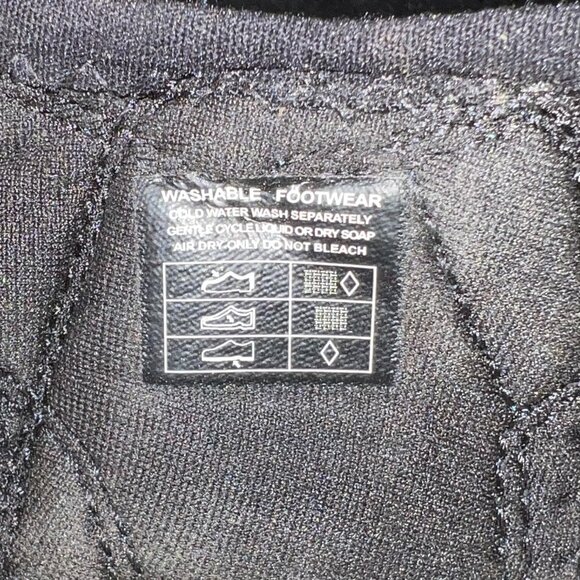 WASHABLE FOOTWEAR
COLD WATER WASH SEPARATELY
GENTLE CYCLE LIQUID OR DRY SOAP
AIR DRY ONLY DO NOT BLEACH